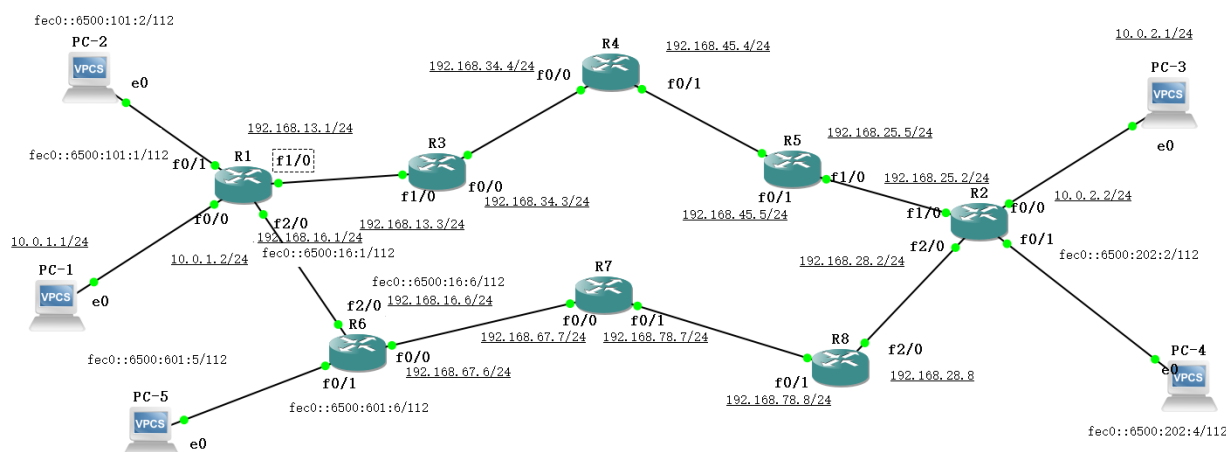 fec0::6500:101:2/112
PC-2
VPCS
e0
fec0::6500:101:1/112
f0/1
R1
192.168.13.1/24
f1/0
f0/0
f2/0
192.168.16.1/24
fec0::6500:16:1/112
10.0.1.1/24
10.0.1.2/24
PC-1
VPCS
e0
R3
f1/0
f0/0
192.168.13.3/24
192.168.34.3/24
R4
192.168.34.4/24
f0/0
f0/1
192.168.45.4/24
R5
192.168.25.5/24
f1/0
f0/1
192.168.45.5/24
192.168.25.2/24
R2
f1/0
f0/0
f2/0
f0/1
192.168.28.2/24
10.0.2.1/24
PC-3
VPCS
e0
10.0.2.2/24
fec0::6500:202:2/112
fec0::6500:16:6/112
192.168.16.6/24
f2/0
R6
f0/0
f0/1
192.168.67.6/24
fec0::6500:601:5/112
fec0::6500:601:6/112
PC-5
VPCS
e0
R7
f0/0
f0/1
192.168.67.7/24
192.168.78.7/24
R8
f2/0
f0/1
192.168.28.8
192.168.78.8/24
PC-4
e0
VPCS
fec0::6500:202:4/112